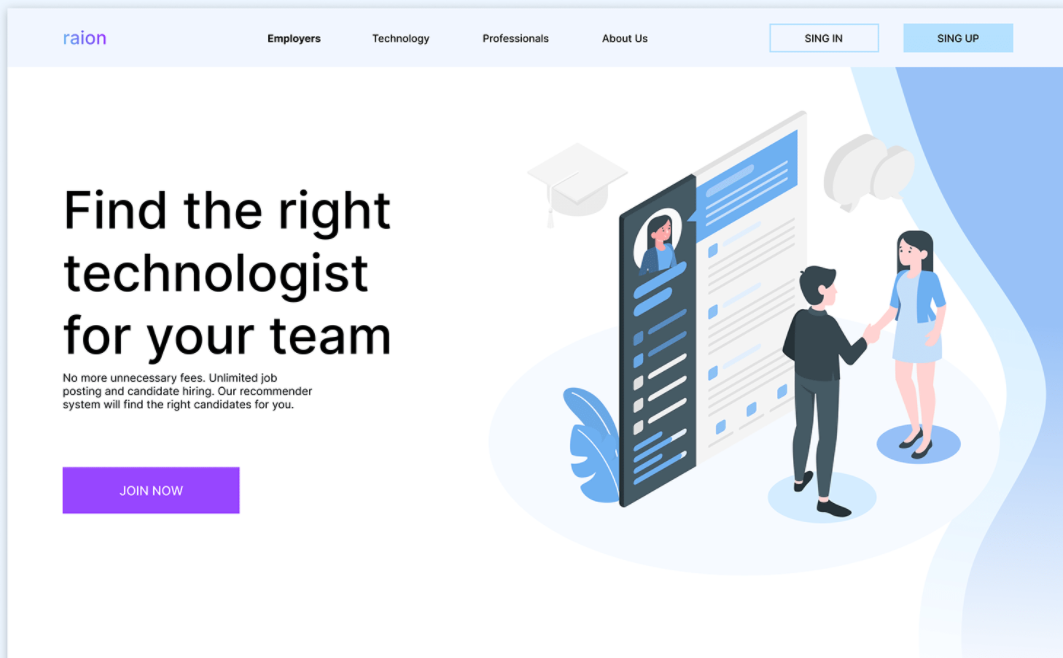 raion
Employers
Technology
Professionals
About Us
SING IN
SING UP
Find the right
technologist
for your team
No more unnecessary fees. Unlimited job
posting and candidate hiring. Our recommender
system will find the right candidates for you.
JOIN NOW